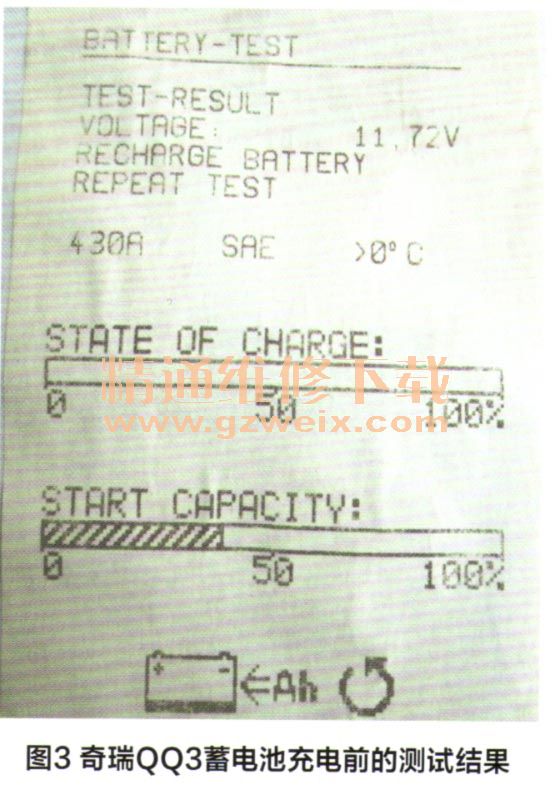 BATTERY-TEST
TEST-RESULT
VOLTAGE: 11.72V
RECHARGE BATTERY
REPEAT TEST
430A SAE >0°C
STATE OF CHARGE:
精通维修下载
www.gzweix.com
0 50 100%
START CAPACITY:
0 50 100%
+ -
Ah
图3 奇瑞QQ3蓄电池充电前的测试结果